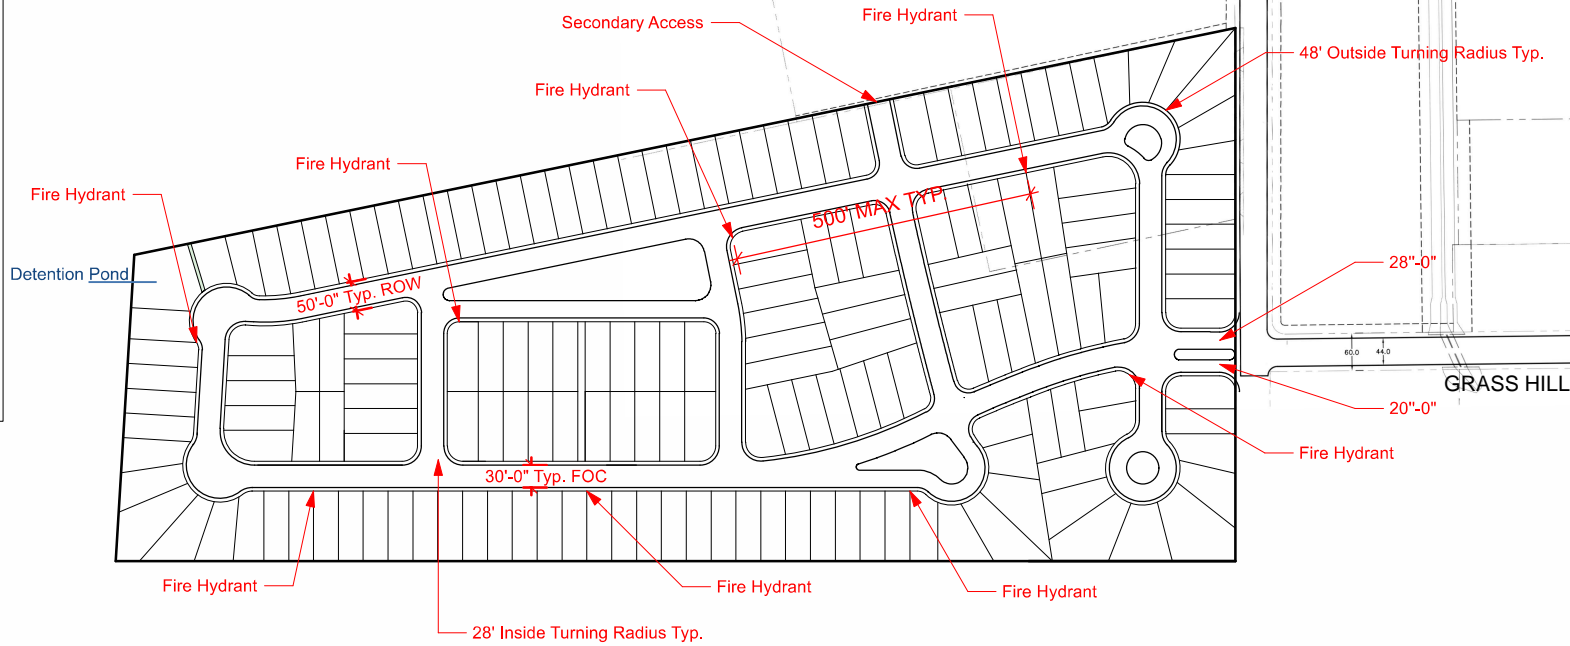 Fire Hydrant
Secondary Access
48' Outside Turning Radius Typ.
Fire Hydrant
Fire Hydrant
Fire Hydrant
500' MAX TYP.
Detention Pond
50'-0" Typ. ROW
28"-0"
60.0
44.0
GRASS HILL
20"-0"
Fire Hydrant
30'-0" Typ. FOC
Fire Hydrant
Fire Hydrant
Fire Hydrant
28' Inside Turning Radius Typ.